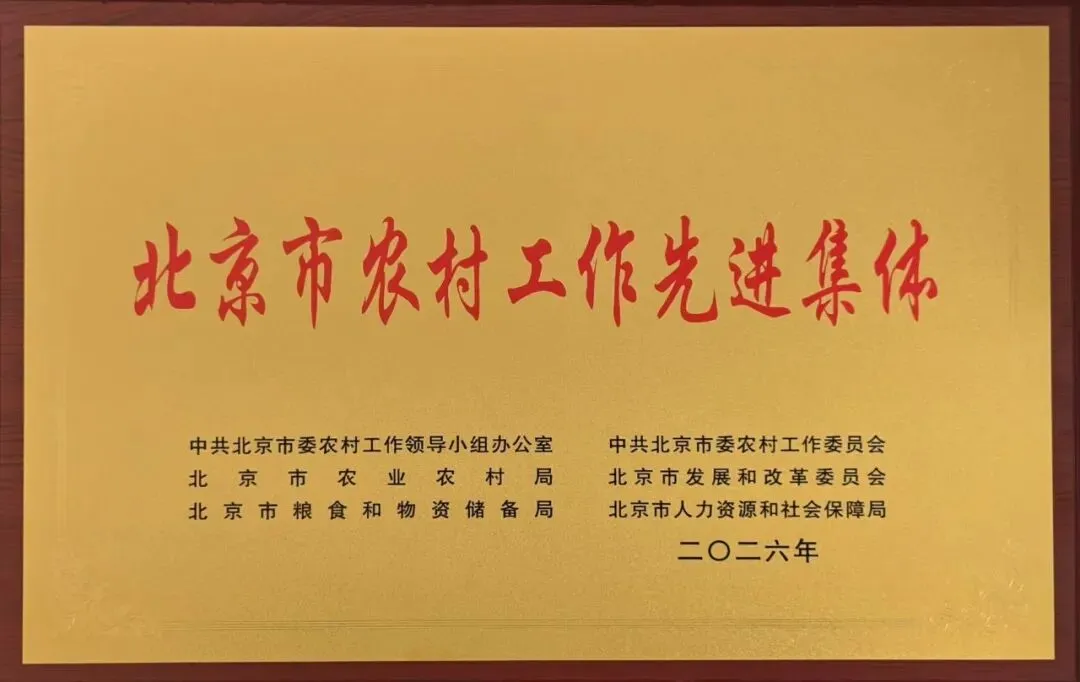 北京市农村工作先进集体
中共北京市委农村工作领导小组办公室
北京市农业农村局
北京市粮食和物资储备局
中共北京市委农村工作委员会
北京市发展和改革委员会
北京市人力资源和社会保障局
二〇二六年